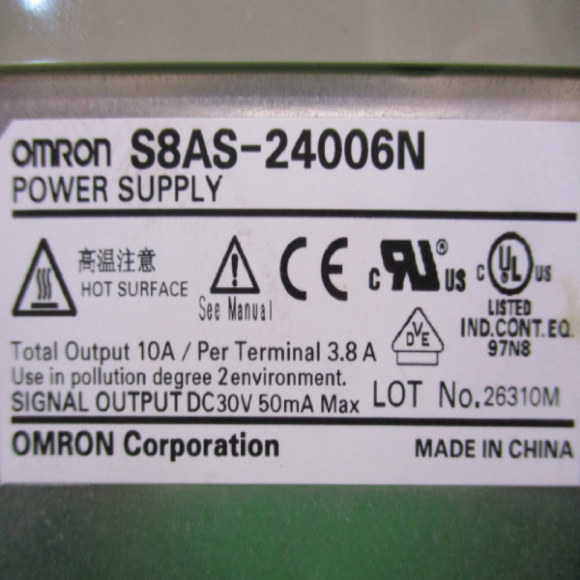 OMRON S8AS-24006N
POWER SUPPLY
高温注意
HOT SURFACE
See Manual
CE
c RU ® US
c UL US
LISTED
IND.CONT.EQ.
97N8
DVE
Total Output 10A / Per Terminal 3.8 A
Use in pollution degree 2environment.
SIGNAL OUTPUT DC30V 50mA Max
LOT No. 26310M
OMRON Corporation
MADE IN CHINA